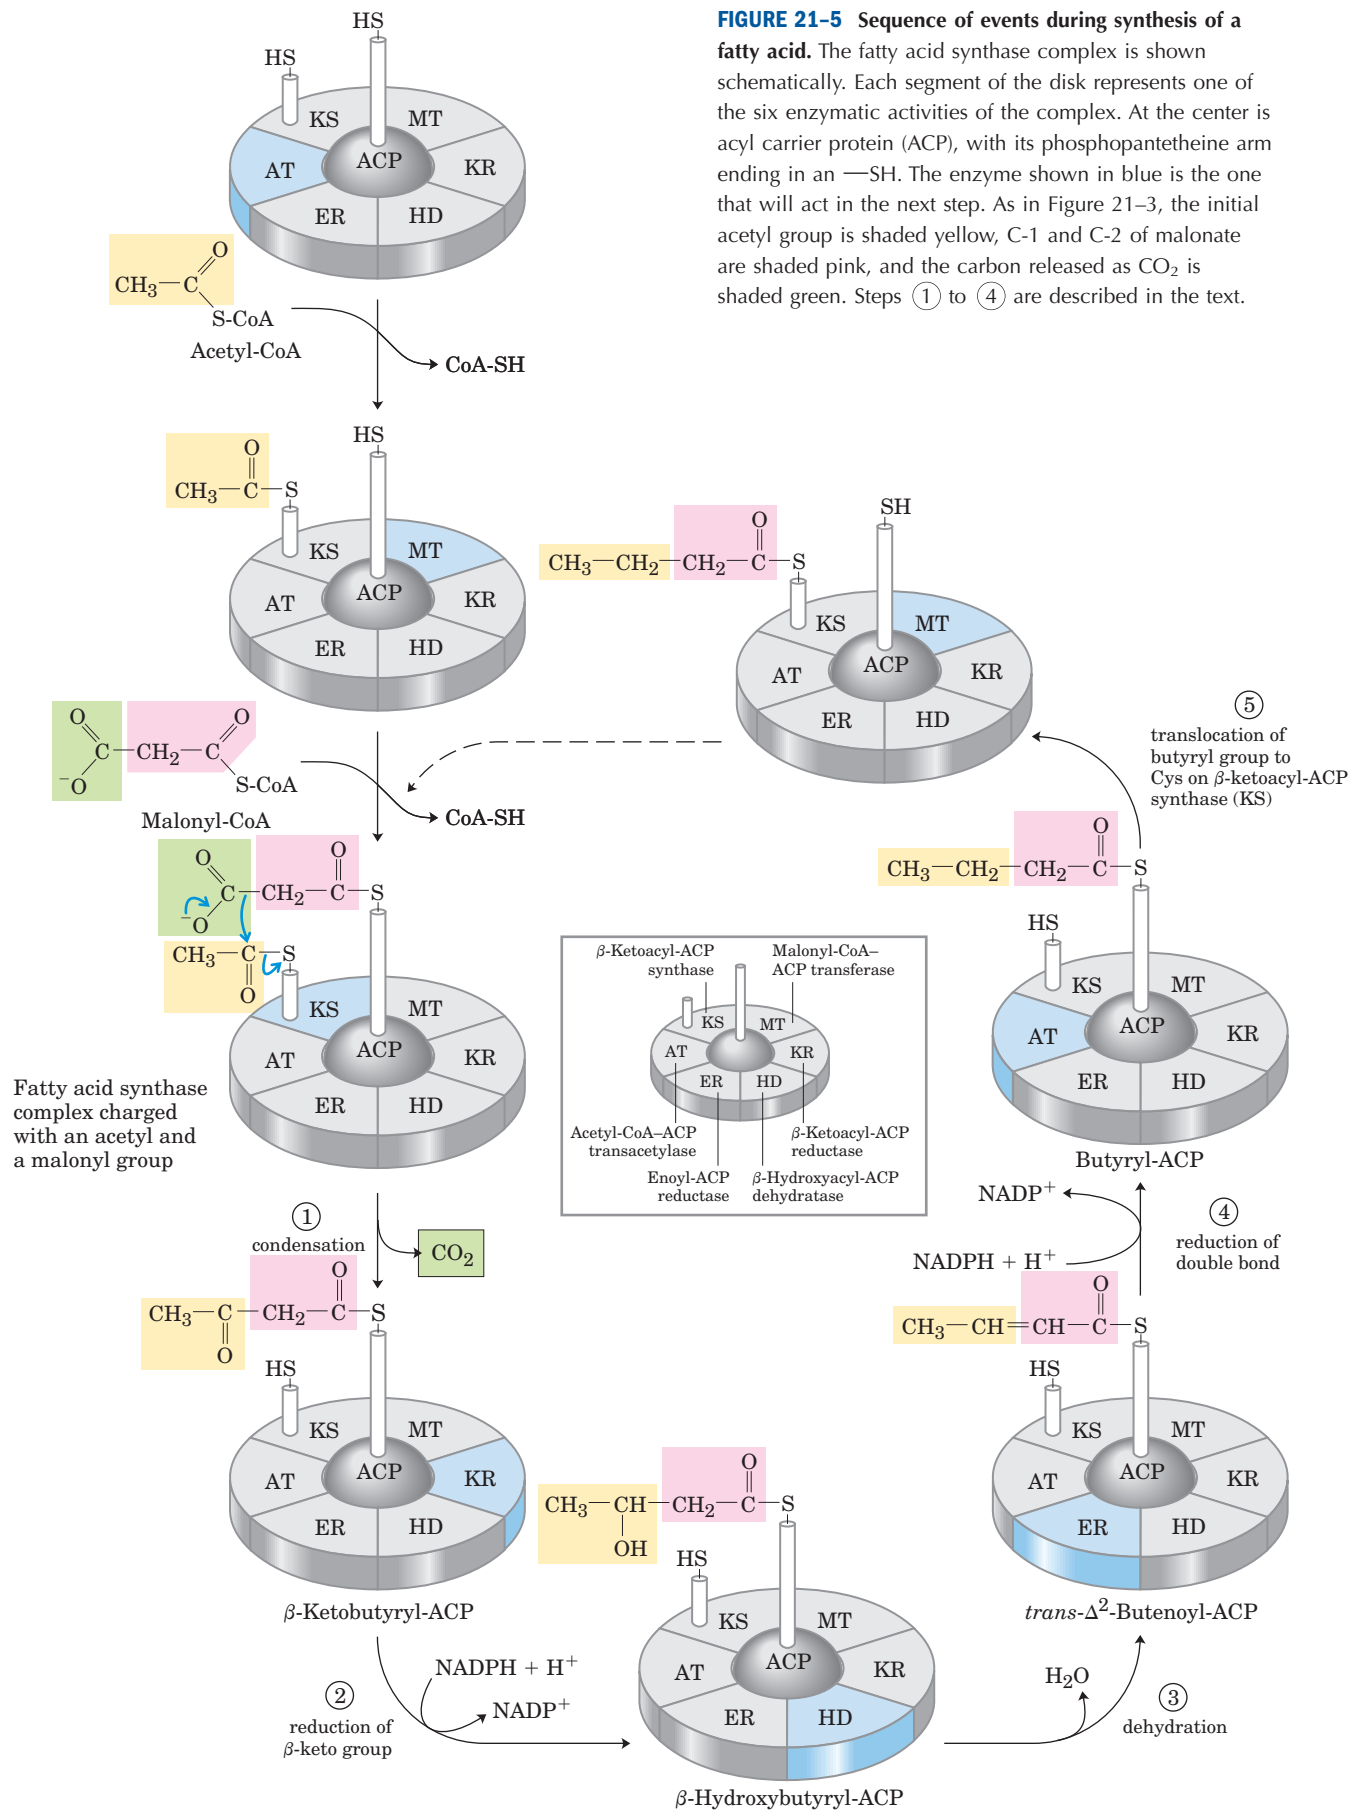 FIGURE 21–5 Sequence of events during synthesis of a
fatty acid. The fatty acid synthase complex is shown
schematically. Each segment of the disk represents one of
the six enzymatic activities of the complex. At the center is
acyl carrier protein (ACP), with its phosphopantetheine arm
ending in an —SH. The enzyme shown in blue is the one
that will act in the next step. As in Figure 21–3, the initial
acetyl group is shaded yellow, C-1 and C-2 of malonate
are shaded pink, and the carbon released as CO₂ is
shaded green. Steps ① to ④ are described in the text.
HS
HS
KS MT
AT ACP KR
ER HD
O
CH₃—C
S-CoA
Acetyl-CoA
CoA-SH
HS
O
CH₃—C—S
KS MT
AT ACP KR
ER HD
O O
C—CH₂—C
⁻O S-CoA
Malonyl-CoA
CoA-SH
O O
C—CH₂—C—S
⁻O
CH₃—C—S
O
KS MT
AT ACP KR
ER HD
Fatty acid synthase
complex charged
with an acetyl and
a malonyl group
①
condensation
CO₂
O
CH₃—C—CH₂—C—S
O
HS
KS MT
AT ACP KR
ER HD
β-Ketobutyryl-ACP
②
reduction of
β-keto group
NADPH + H⁺
NADP⁺
O
CH₃—CH—CH₂—C—S
OH
HS
KS MT
AT ACP KR
ER HD
β-Hydroxybutyryl-ACP
H₂O
③
dehydration
O
CH₃—CH=CH—C—S
HS
KS MT
AT ACP KR
ER HD
trans-Δ²-Butenoyl-ACP
NADP⁺
NADPH + H⁺
④
reduction of
double bond
O
CH₃—CH₂—CH₂—C—S
HS
KS MT
AT ACP KR
ER HD
Butyryl-ACP
⑤
translocation of
butyryl group to
Cys on β-ketoacyl-ACP
synthase (KS)
SH
O
CH₃—CH₂—CH₂—C—S
KS MT
AT ACP KR
ER HD
β-Ketoacyl-ACP
synthase
Malonyl-CoA–
ACP transferase
KS MT
AT KR
ER HD
Acetyl-CoA–ACP
transacetylase
β-Ketoacyl-ACP
reductase
Enoyl-ACP
reductase
β-Hydroxyacyl-ACP
dehydratase